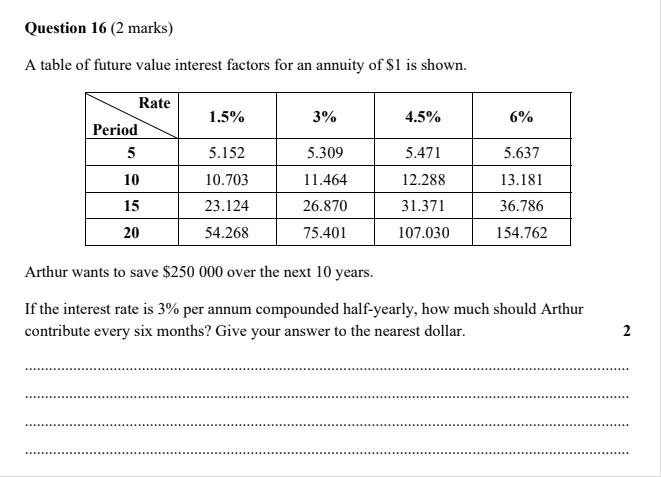 Question 16 (2 marks)
A table of future value interest factors for an annuity of $1 is shown.
Rate
Period
1.5% 3% 4.5% 6%
5 5.152 5.309 5.471 5.637
10 10.703 11.464 12.288 13.181
15 23.124 26.870 31.371 36.786
20 54.268 75.401 107.030 154.762
Arthur wants to save $250 000 over the next 10 years.
If the interest rate is 3% per annum compounded half-yearly, how much should Arthur
contribute every six months? Give your answer to the nearest dollar. 2